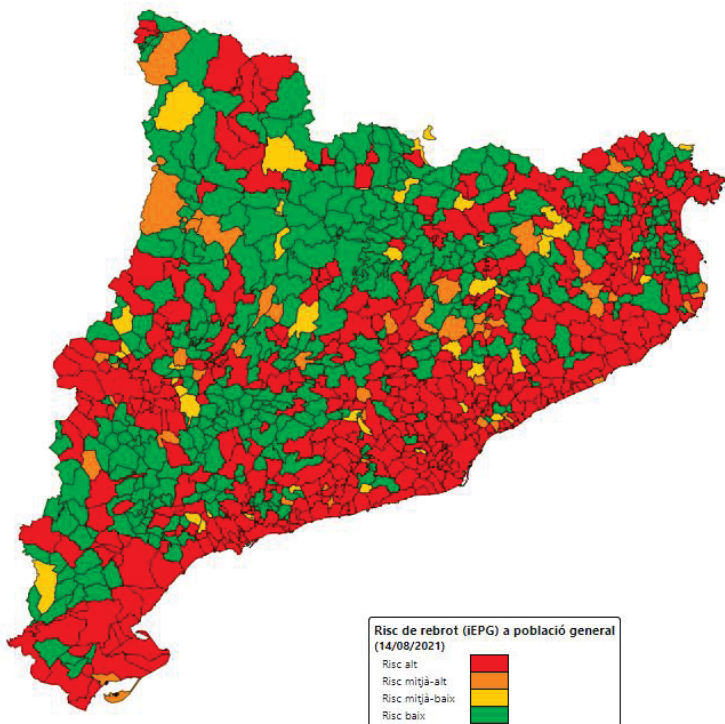 Risc de rebrot (iEPG) a població general
(14/08/2021)
Risc alt
Risc mitjà-alt
Risc mitjà-baix
Risc baix